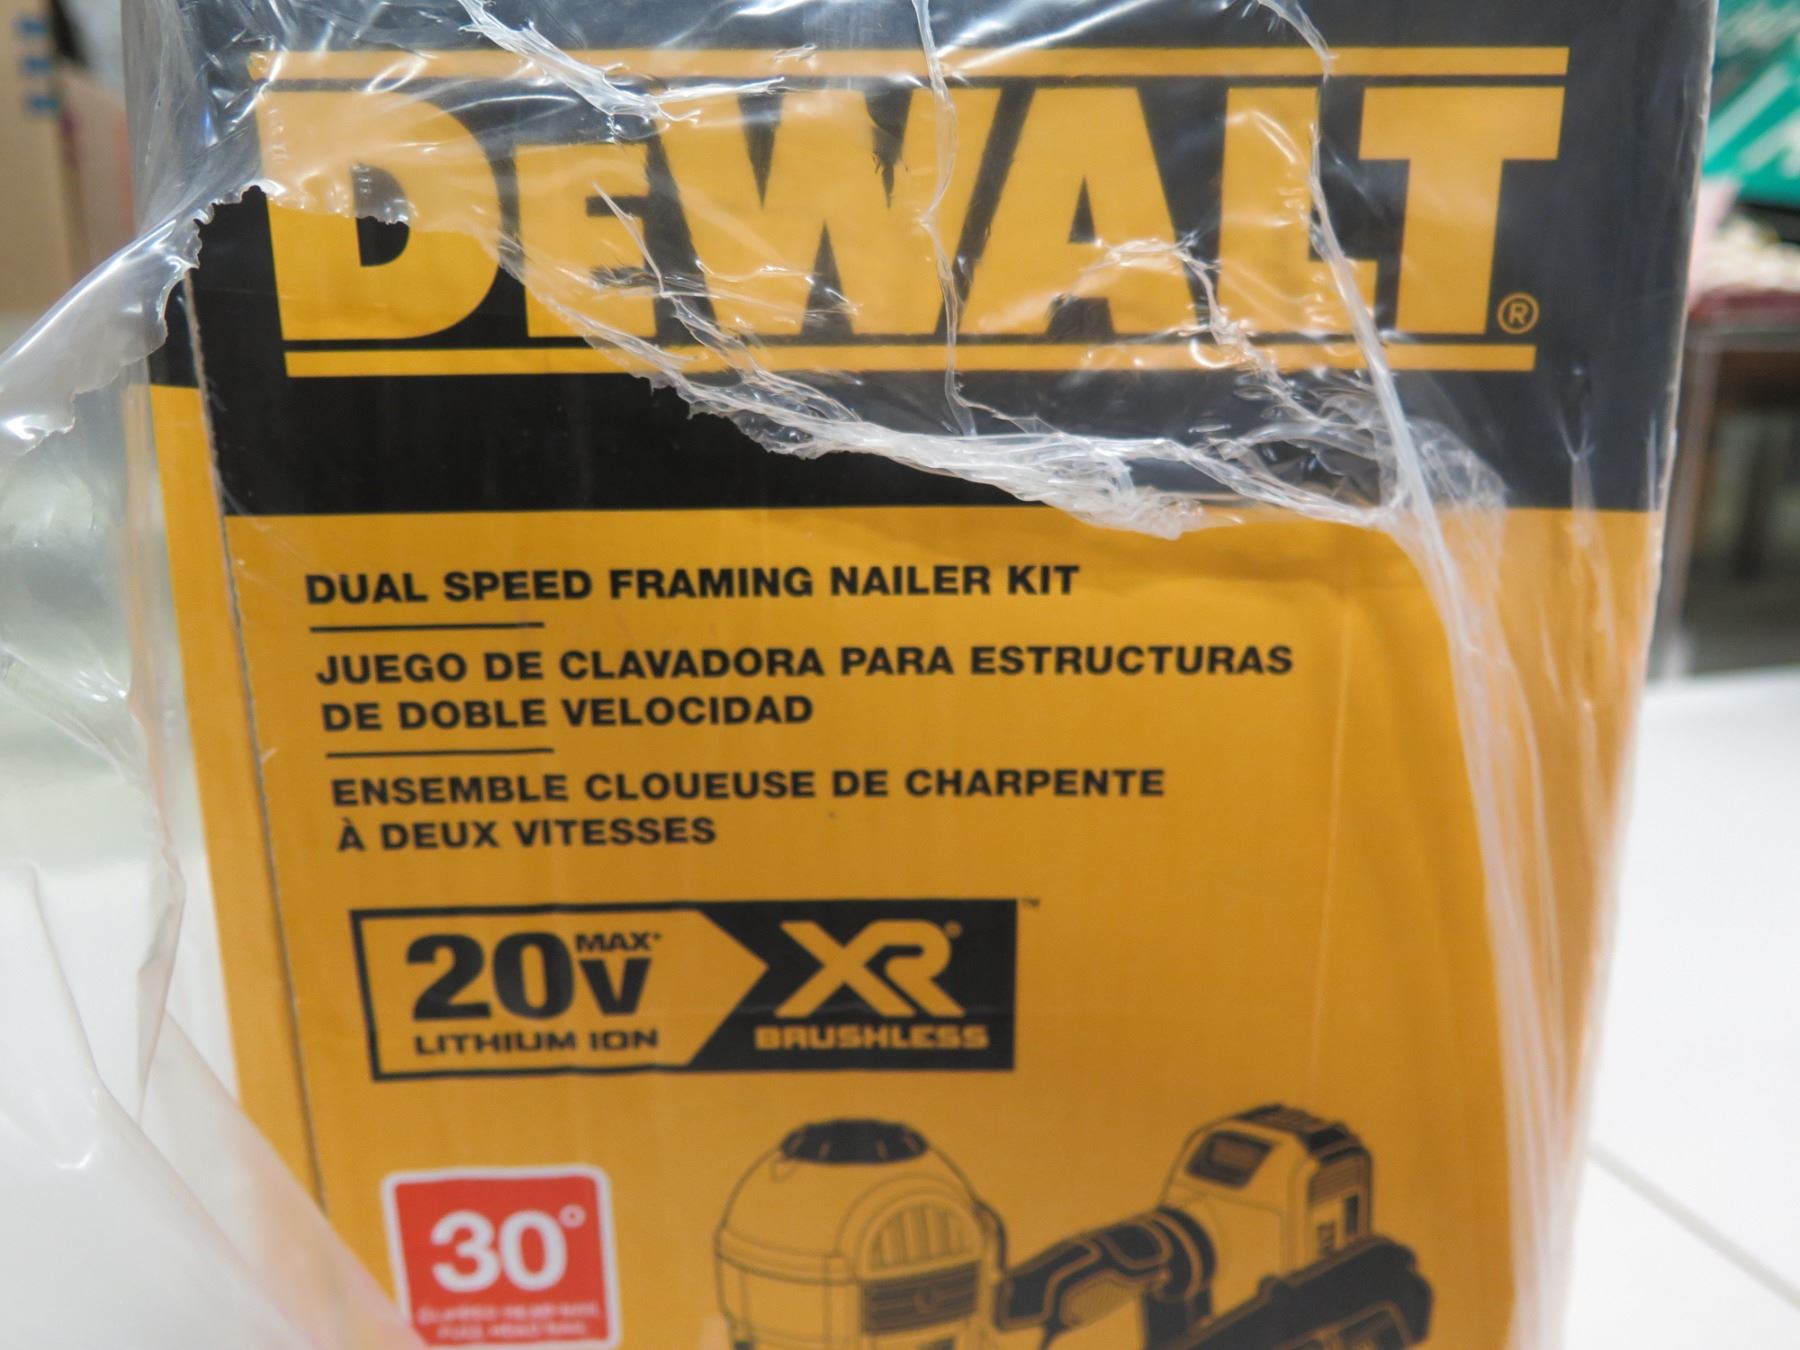 DEWALT®
DUAL SPEED FRAMING NAILER KIT
JUEGO DE CLAVADORA PARA ESTRUCTURAS
DE DOBLE VELOCIDAD
ENSEMBLE CLOUEUSE DE CHARPENTE
À DEUX VITESSES
20V MAX* XR® ™
LITHIUM ION BRUSHLESS
30°